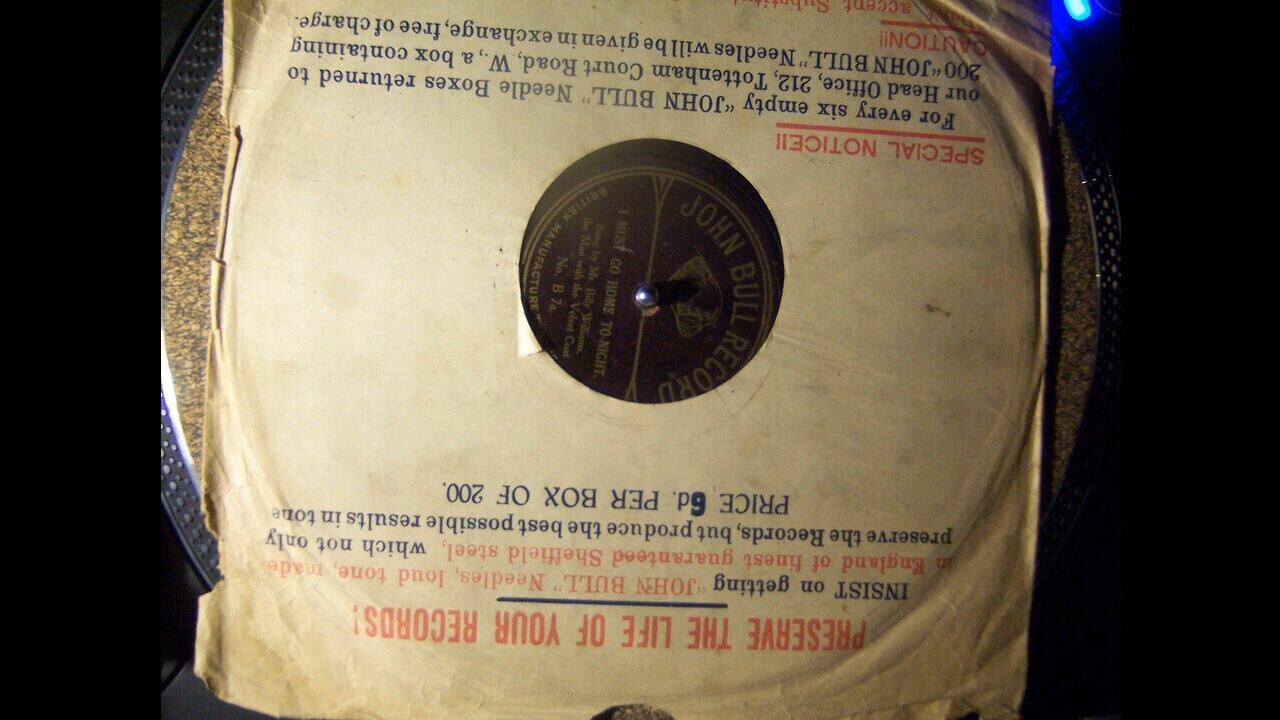 PRESERVE THE LIFE OF YOUR RECORDS!
INSIST on getting "JOHN BULL" Needles, loud tone, made
in England of finest guaranteed Sheffield steel, which not only
preserve the Records, but produce the best possible results in tone
PRICE 6d. PER BOX OF 200.
JOHN BULL RECORD
I MUST GO HOME TO-NIGHT.
Sung by Mr. Billy Williams,
the Man with the Velvet Coat
No. B 7a.
BRITISH MANUFACTURE
SPECIAL NOTICE!!
For every six empty "JOHN BULL" Needle Boxes returned to
our Head Office, 212, Tottenham Court Road, W., a box containing
200 "JOHN BULL" Needles will be given in exchange, free of charge.
CAUTION!!
accept